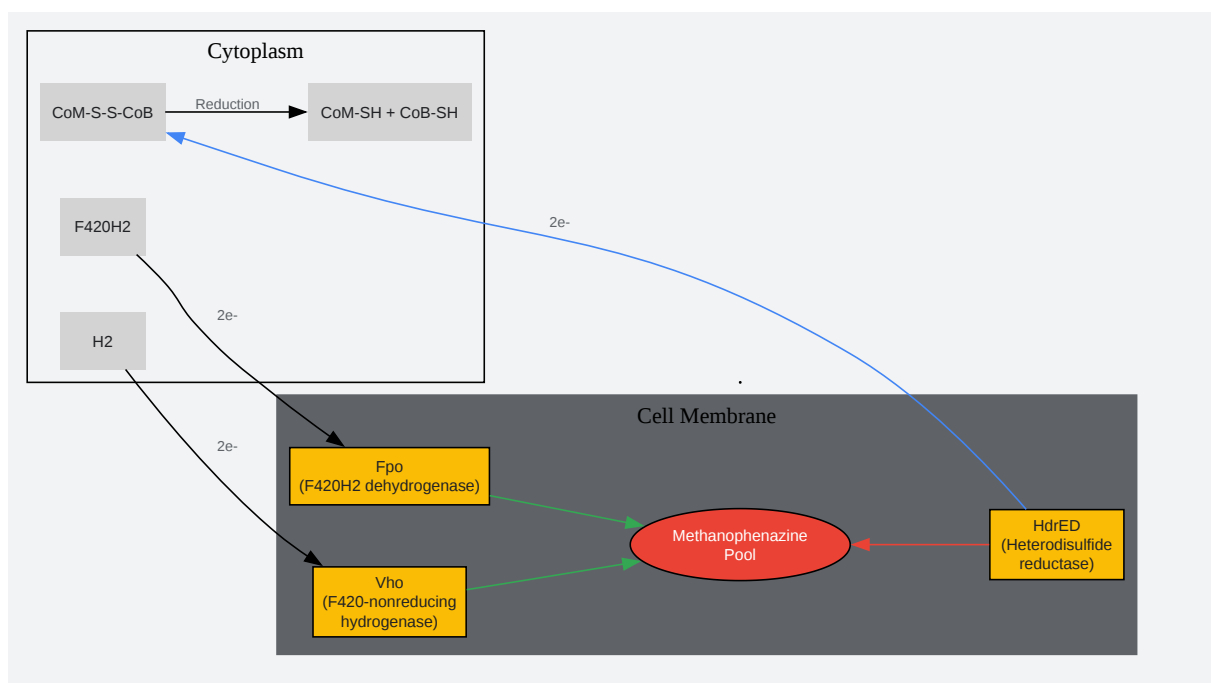 Cytoplasm
CoM-S-S-CoB
Reduction
CoM-SH + CoB-SH
F420H2
2e-
2e-
H2
2e-
Cell Membrane
Fpo
(F420H2 dehydrogenase)
Methanophenazine
Pool
HdrED
(Heterodisulfide
reductase)
Vho
(F420-nonreducing
hydrogenase)